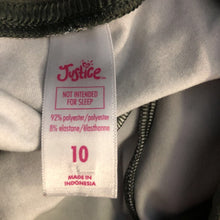 Justice
NOT INTENDED
FOR SLEEP
92% polyester/polyester
8% elastane/élasthanne
10
MADE IN
INDONESIA